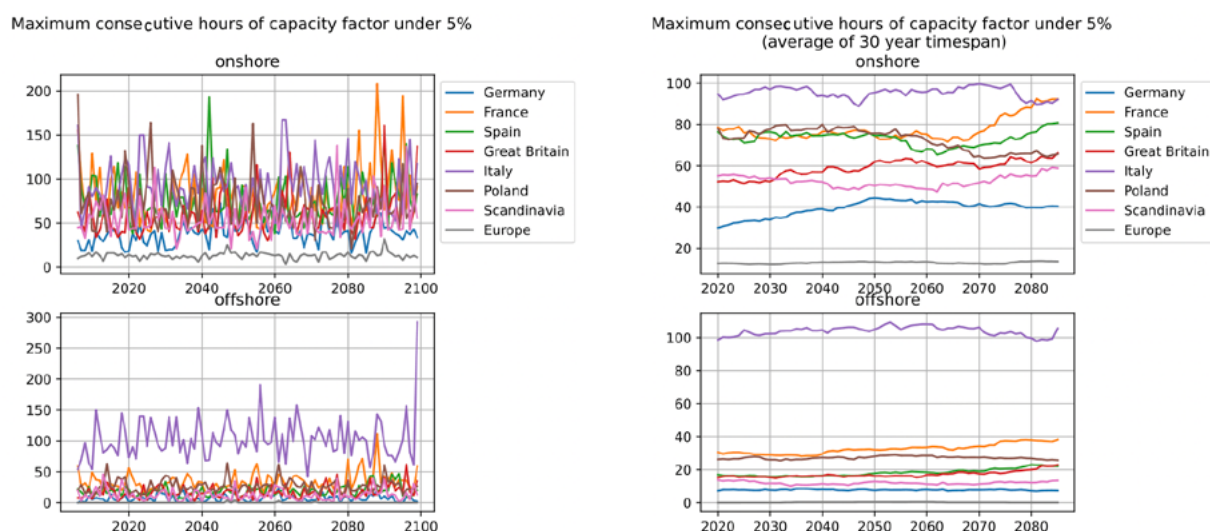 Maximum consecutive hours of capacity factor under 5%
onshore
200
150
100
50
0
2020 2040 2060 2080 2100
Germany
France
Spain
Great Britain
Italy
Poland
Scandinavia
Europe
offshore
300
250
200
150
100
50
0
2020 2040 2060 2080 2100
Maximum consecutive hours of capacity factor under 5%
(average of 30 year timespan)
onshore
100
80
60
40
20
2020 2030 2040 2050 2060 2070 2080
Germany
France
Spain
Great Britain
Italy
Poland
Scandinavia
Europe
offshore
100
80
60
40
20
0
2020 2030 2040 2050 2060 2070 2080